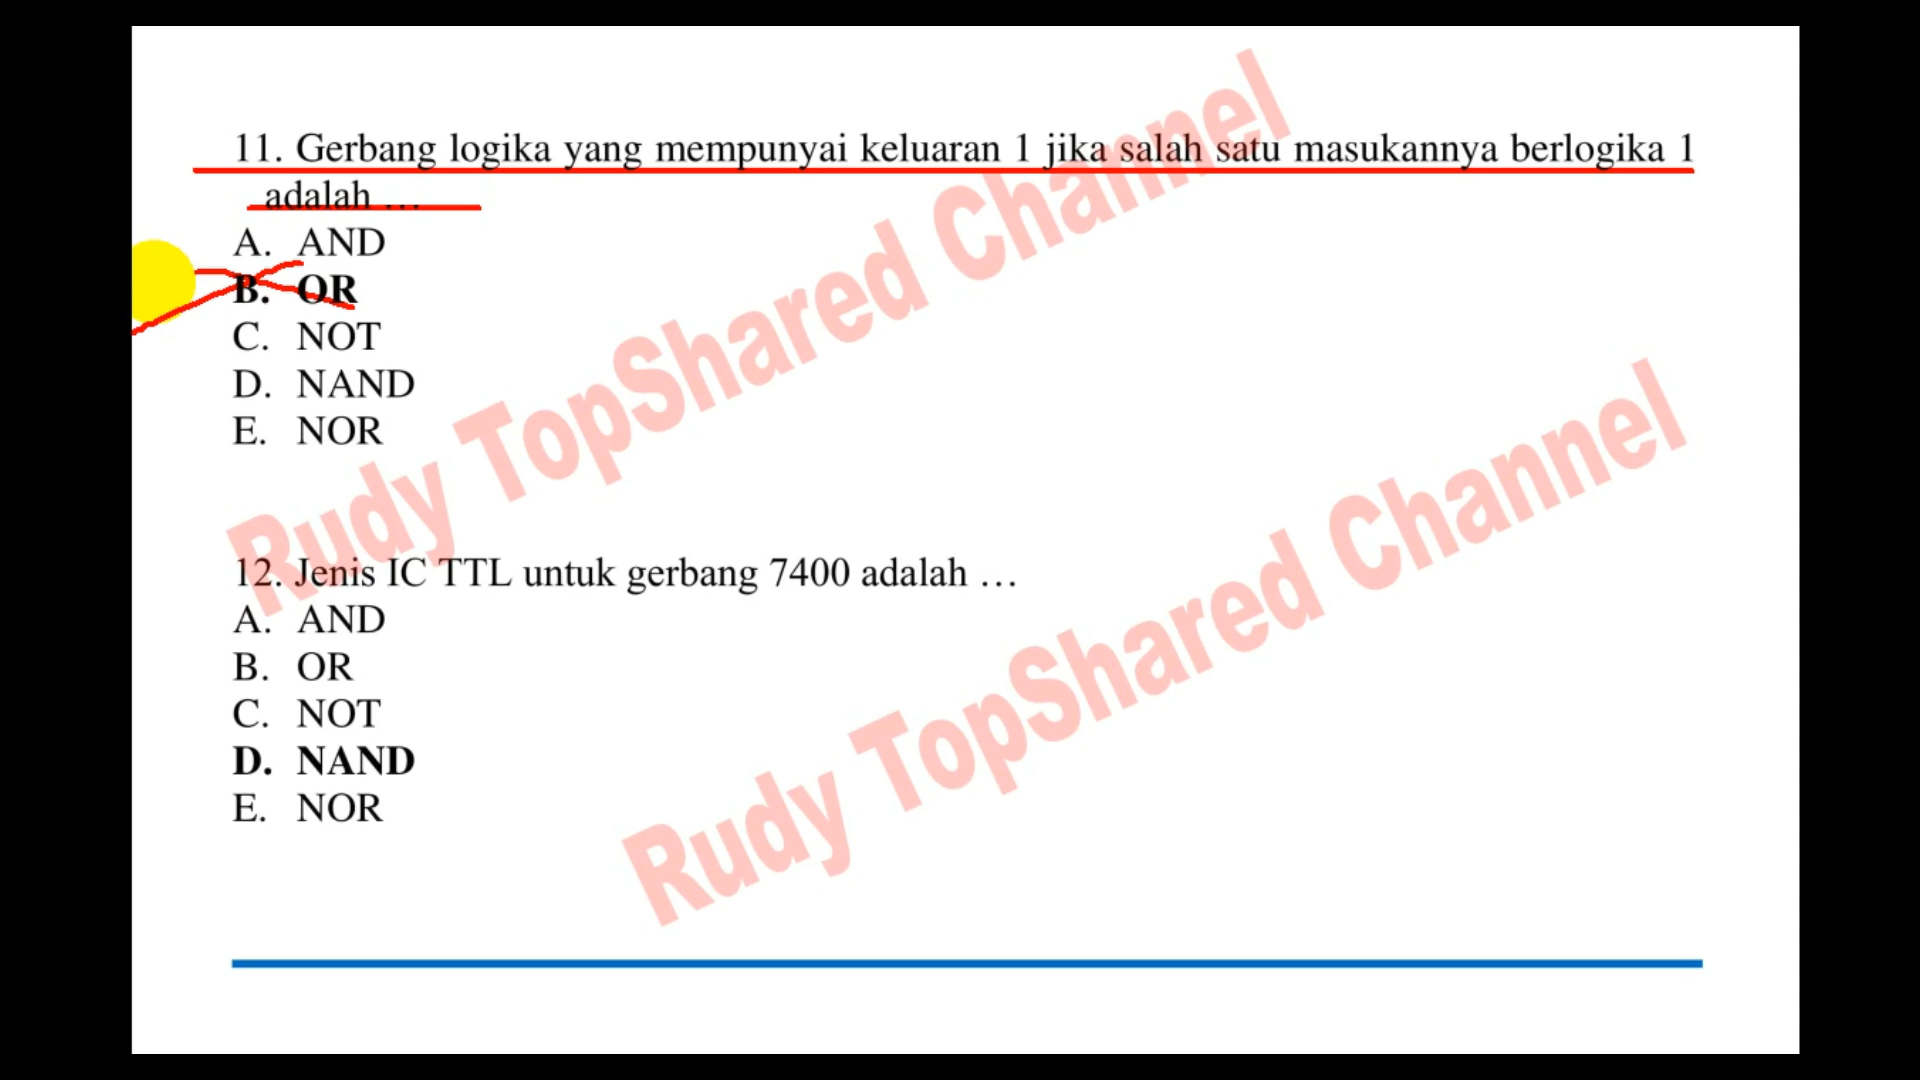 11. Gerbang logika yang mempunyai keluaran 1 jika salah satu masukannya berlogika 1
adalah …
A. AND
B. OR
C. NOT
D. NAND
E. NOR
12. Jenis IC TTL untuk gerbang 7400 adalah …
A. AND
B. OR
C. NOT
D. NAND
E. NOR
Rudy TopShared Channel
Rudy TopShared Channel